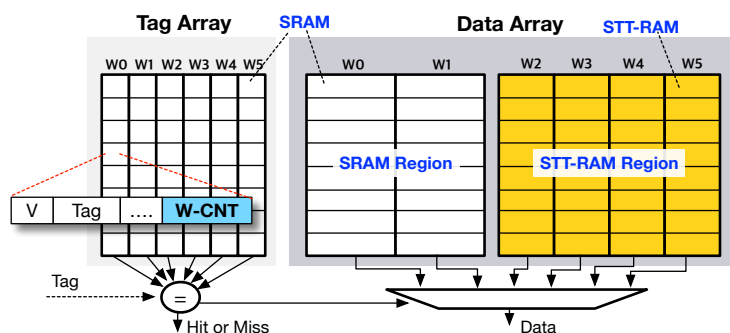 Tag Array SRAM Data Array STT-RAM
W0 W1 W2 W3 W4 W5 W0 W1 W2 W3 W4 W5
SRAM Region STT-RAM Region
V Tag .... W-CNT
Tag
=
Hit or Miss Data